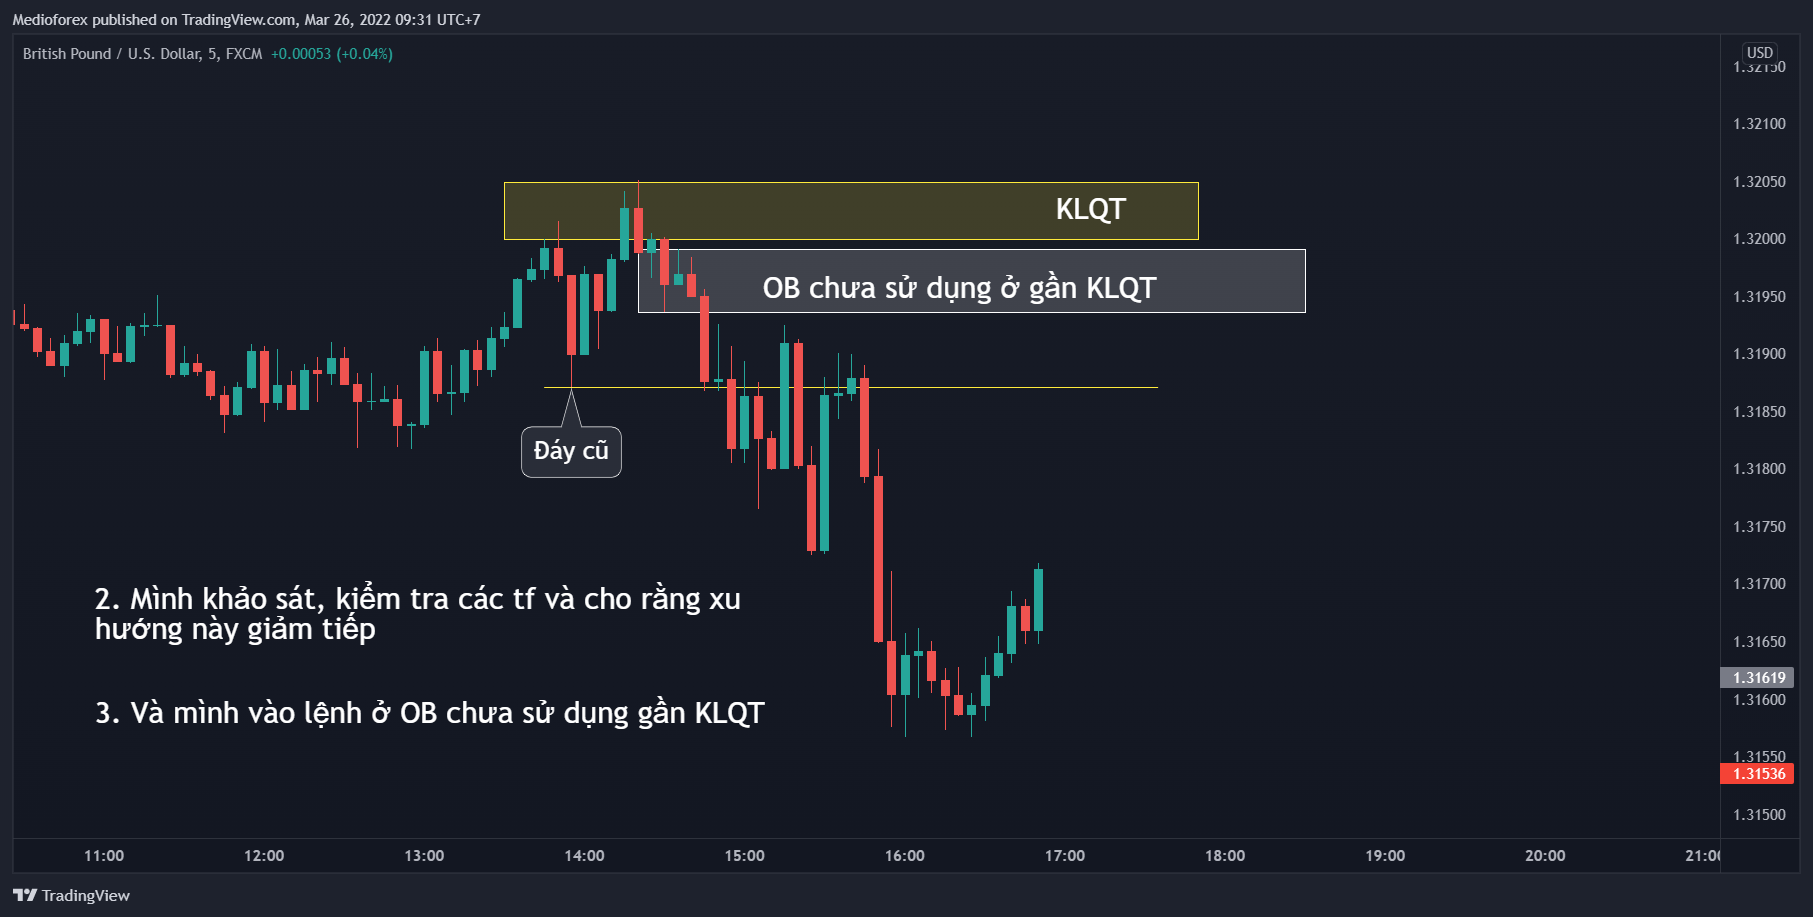 Medioforex published on TradingView.com, Mar 26, 2022 09:31 UTC+7
British Pound / U.S. Dollar, 5, FXCM +0.00053 (+0.04%)
USD
1.32150
1.32100
1.32050
KLQT
1.32000
OB chưa sử dụng ở gần KLQT
1.31950
1.31900
1.31850
Đáy cũ
1.31800
1.31750
2. Mình khảo sát, kiểm tra các tf và cho rằng xu
hướng này giảm tiếp
1.31700
1.31650
1.31619
1.31600
3. Và mình vào lệnh ở OB chưa sử dụng gần KLQT
1.31550
1.31536
1.31500
11:00 12:00 13:00 14:00 15:00 16:00 17:00 18:00 19:00 20:00 21:00
TradingView